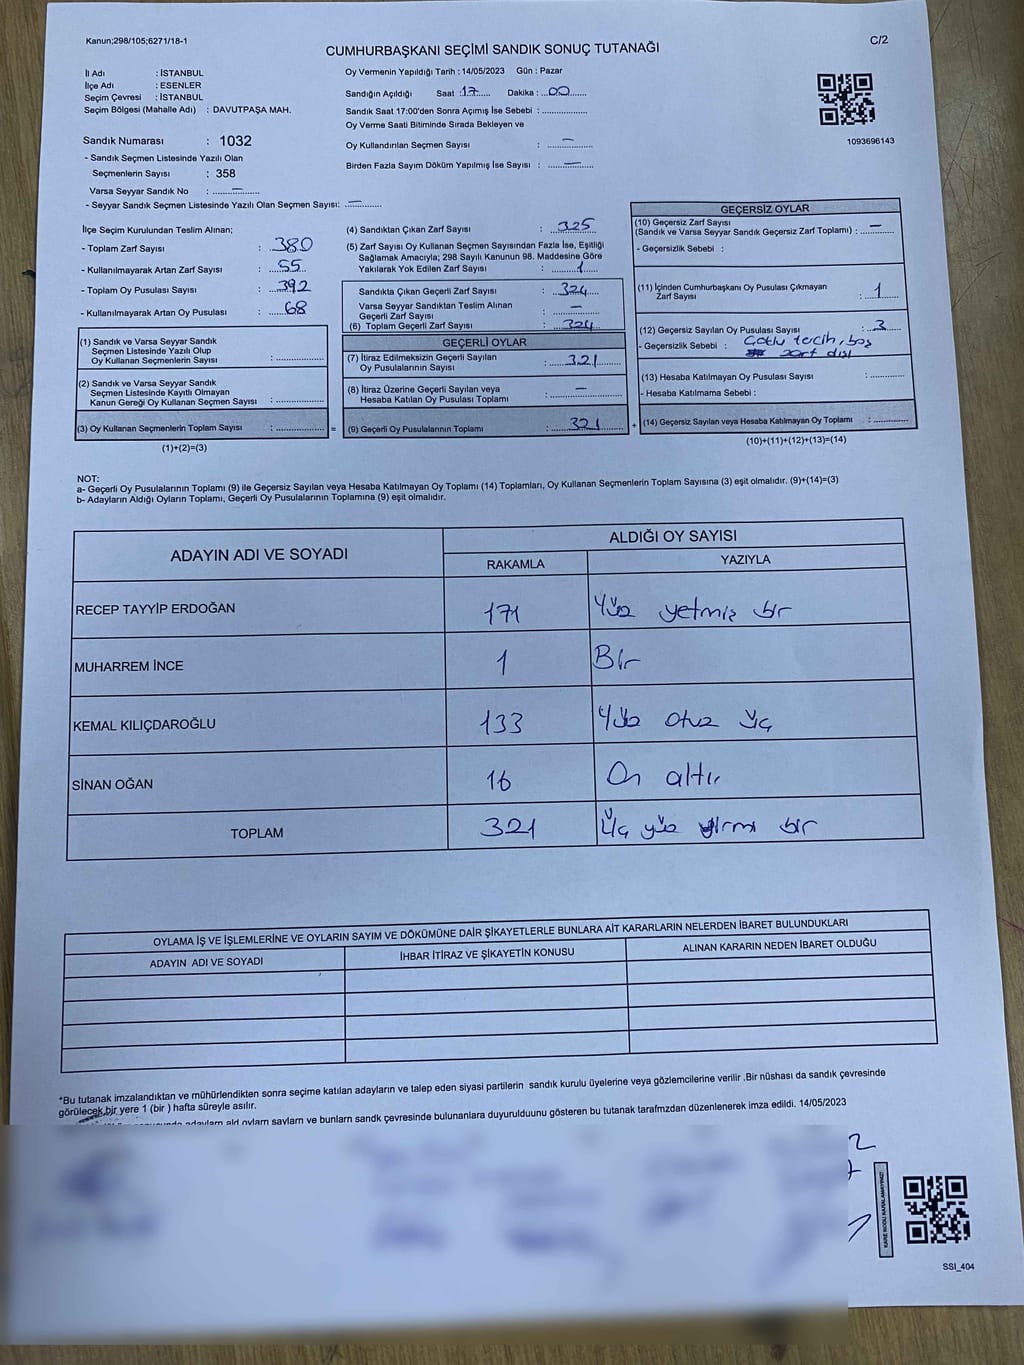 Kanun;298/105;6271/18-1
CUMHURBAŞKANI SEÇİMİ SANDIK SONUÇ TUTANAĞI
C/2
İl Adı : İSTANBUL
İlçe Adı : ESENLER
Seçim Çevresi : İSTANBUL
Seçim Bölgesi (Mahalle Adı) : DAVUTPAŞA MAH.
Sandık Numarası : 1032
- Sandık Seçmen Listesinde Yazılı Olan
Seçmenlerin Sayısı : 358
Varsa Seyyar Sandık No : —
- Seyyar Sandık Seçmen Listesinde Yazılı Olan Seçmen Sayısı: —
Oy Vermenin Yapıldığı Tarih : 14/05/2023 Gün : Pazar
Sandığın Açıldığı Saat : 17 Dakika : 00
Sandık Saat 17:00'den Sonra Açımış İse Sebebi :
Oy Verme Saati Bitiminde Sırada Bekleyen ve
Oy Kullandırılan Seçmen Sayısı : —
Birden Fazla Sayım Döküm Yapılmış İse Sayısı : —
1093696143
İlçe Seçim Kurulundan Teslim Alınan;
- Toplam Zarf Sayısı : 380
- Kullanılmayarak Artan Zarf Sayısı : 55
- Toplam Oy Pusulası Sayısı : 392
- Kullanılmayarak Artan Oy Pusulası : 68
(1) Sandık ve Varsa Seyyar Sandık
Seçmen Listesinde Yazılı Olup
Oy Kullanan Seçmenlerin Sayısı :
(2) Sandık ve Varsa Seyyar Sandık
Seçmen Listesinde Kayıtlı Olmayan
Kanun Gereği Oy Kullanan Seçmen Sayısı :
(3) Oy Kullanan Seçmenlerin Toplam Sayısı : =
(1)+(2)=(3)
(4) Sandıktan Çıkan Zarf Sayısı : 325
(5) Zarf Sayısı Oy Kullanan Seçmen Sayısından Fazla İse, Eşitliği
Sağlamak Amacıyla; 298 Sayılı Kanunun 98. Maddesine Göre
Yakılarak Yok Edilen Zarf Sayısı : 1
Sandıkta Çıkan Geçerli Zarf Sayısı : 324
Varsa Seyyar Sandıktan Teslim Alınan
Geçerli Zarf Sayısı : —
(6) Toplam Geçerli Zarf Sayısı : 324
GEÇERLİ OYLAR
(7) İtiraz Edilmeksizin Geçerli Sayılan
Oy Pusulalarının Sayısı : 321
(8) İtiraz Üzerine Geçerli Sayılan veya
Hesaba Katılan Oy Pusulası Toplamı : —
(9) Geçerli Oy Pusulalarının Toplamı : 321 +
GEÇERSİZ OYLAR
(10) Geçersiz Zarf Sayısı
(Sandık ve Varsa Seyyar Sandık Geçersiz Zarf Toplamı) : —
- Geçersizlik Sebebi :
(11) İçinden Cumhurbaşkanı Oy Pusulası Çıkmayan
Zarf Sayısı : 1
(12) Geçersiz Sayılan Oy Pusulası Sayısı : 3
- Geçersizlik Sebebi : Çoklu tercih, boş
zarf dışı
(13) Hesaba Katılmayan Oy Pusulası Sayısı :
- Hesaba Katılmama Sebebi :
(14) Geçersiz Sayılan veya Hesaba Katılmayan Oy Toplamı :
(10)+(11)+(12)+(13)=(14)
NOT:
a- Geçerli Oy Pusulalarının Toplamı (9) ile Geçersiz Sayılan veya Hesaba Katılmayan Oy Toplamı (14) Toplamları, Oy Kullanan Seçmenlerin Toplam Sayısına (3) eşit olmalıdır. (9)+(14)=(3)
b- Adayların Aldığı Oyların Toplamı, Geçerli Oy Pusulalarının Toplamına (9) eşit olmalıdır.
ADAYIN ADI VE SOYADI ALDIĞI OY SAYISI
RAKAMLA YAZIYLA
RECEP TAYYİP ERDOĞAN 171 Yüz yetmiş bir
MUHARREM İNCE 1 Bir
KEMAL KILIÇDAROĞLU 133 Yüz otuz üç
SİNAN OĞAN 16 On altı
TOPLAM 321 Üç yüz yirmi bir
OYLAMA İŞ VE İŞLEMLERİNE VE OYLARIN SAYIM VE DÖKÜMÜNE DAİR ŞİKAYETLERLE BUNLARA AİT KARARLARIN NELERDEN İBARET BULUNDUKLARI
ADAYIN ADI VE SOYADI İHBAR İTİRAZ VE ŞİKAYETİN KONUSU ALINAN KARARIN NEDEN İBARET OLDUĞU
*Bu tutanak imzalandıktan ve mühürlendikten sonra seçime katılan adayların ve talep eden siyasi partilerin sandık kurulu üyelerine veya gözlemcilerine verilir .Bir nüshası da sandık çevresinde
görülecek bir yere 1 (bir ) hafta süreyle asılır.
adayların ald oyların sayların ve bunların sandk çevresinde bulunanlara duyurulduunu gösteren bu tutanak tarafmzdan düzenlenerek imza edildi. 14/05/2023
KARE KODU KARALAMAYINIZ!
SSI_404